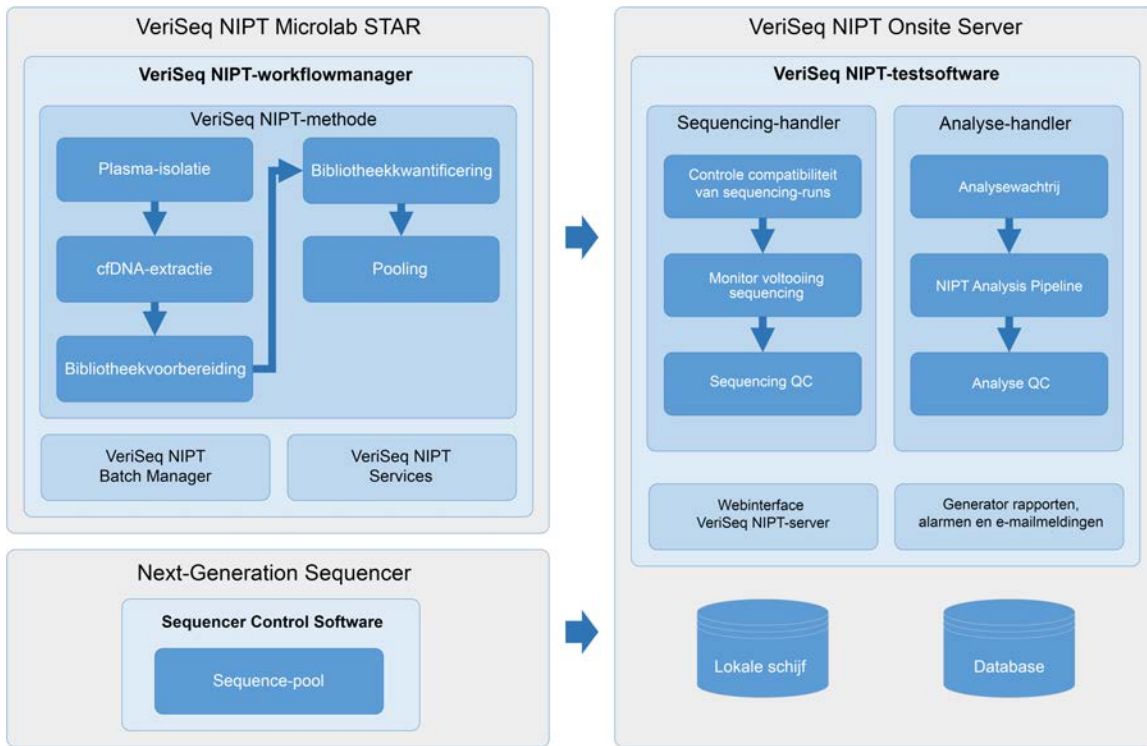 VeriSeq NIPT Microlab STAR
VeriSeq NIPT-workflowmanager
VeriSeq NIPT-methode
Plasma-isolatie
cfDNA-extractie
Bibliotheekvoorbereiding
Bibliotheekkwantificering
Pooling
VeriSeq NIPT
Batch Manager
VeriSeq NIPT
Services
Next-Generation Sequencer
Sequencer Control Software
Sequence-pool
VeriSeq NIPT Onsite Server
VeriSeq NIPT-testsoftware
Sequencing-handler
Controle compatibiliteit
van sequencing-runs
Monitor voltooiing
sequencing
Sequencing QC
Analyse-handler
Analysewachtrij
NIPT Analysis Pipeline
Analyse QC
Webinterface
VeriSeq NIPT-server
Generator rapporten,
alarmen en e-mailmeldingen
Lokale schijf
Database